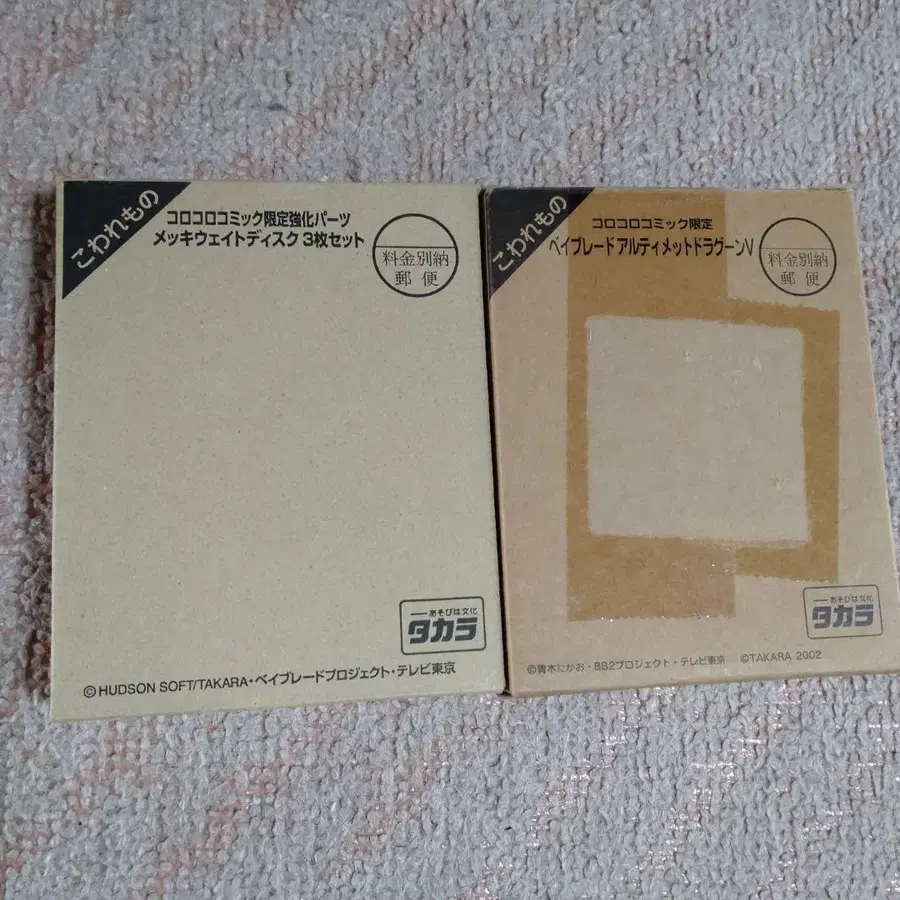 こわれもの
コロコロコミック限定強化パーツ
メッキウェイトディスク3枚セット
料金別納
郵便
あそびは文化
タカラ
©HUDSON SOFT/TAKARA・ベイブレードプロジェクト・テレビ東京
こわれもの
コロコロコミック限定
ベイブレードアルティメットドラグーンV
料金別納
郵便
あそびは文化
タカラ
©青木たかお・BB2プロジェクト・テレビ東京 ©TAKARA 2002